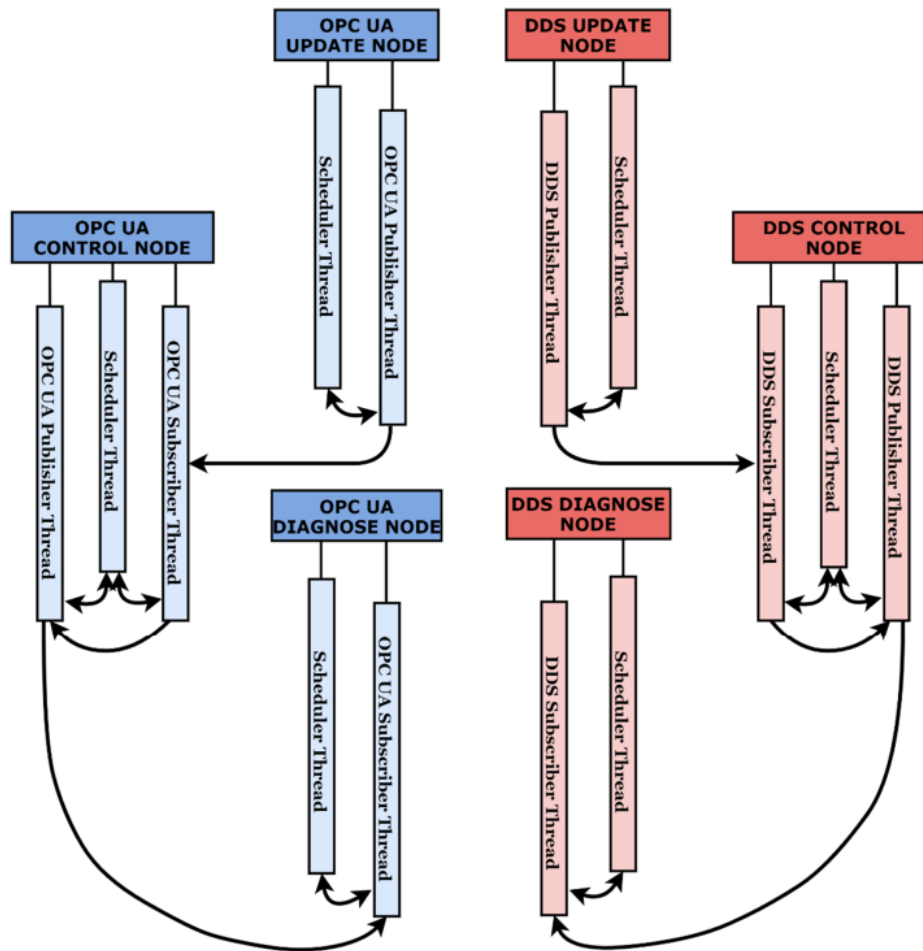 OPC UA
UPDATE NODE
DDS UPDATE
NODE
Scheduler Thread
OPC UA Publisher Thread
DDS Publisher Thread
Scheduler Thread
OPC UA
CONTROL NODE
DDS CONTROL
NODE
OPC UA Publisher Thread
Scheduler Thread
OPC UA Subscriber Thread
DDS Subscriber Thread
Scheduler Thread
DDS Publisher Thread
OPC UA
DIAGNOSE NODE
DDS DIAGNOSE
NODE
Scheduler Thread
OPC UA Subscriber Thread
DDS Subscriber Thread
Scheduler Thread